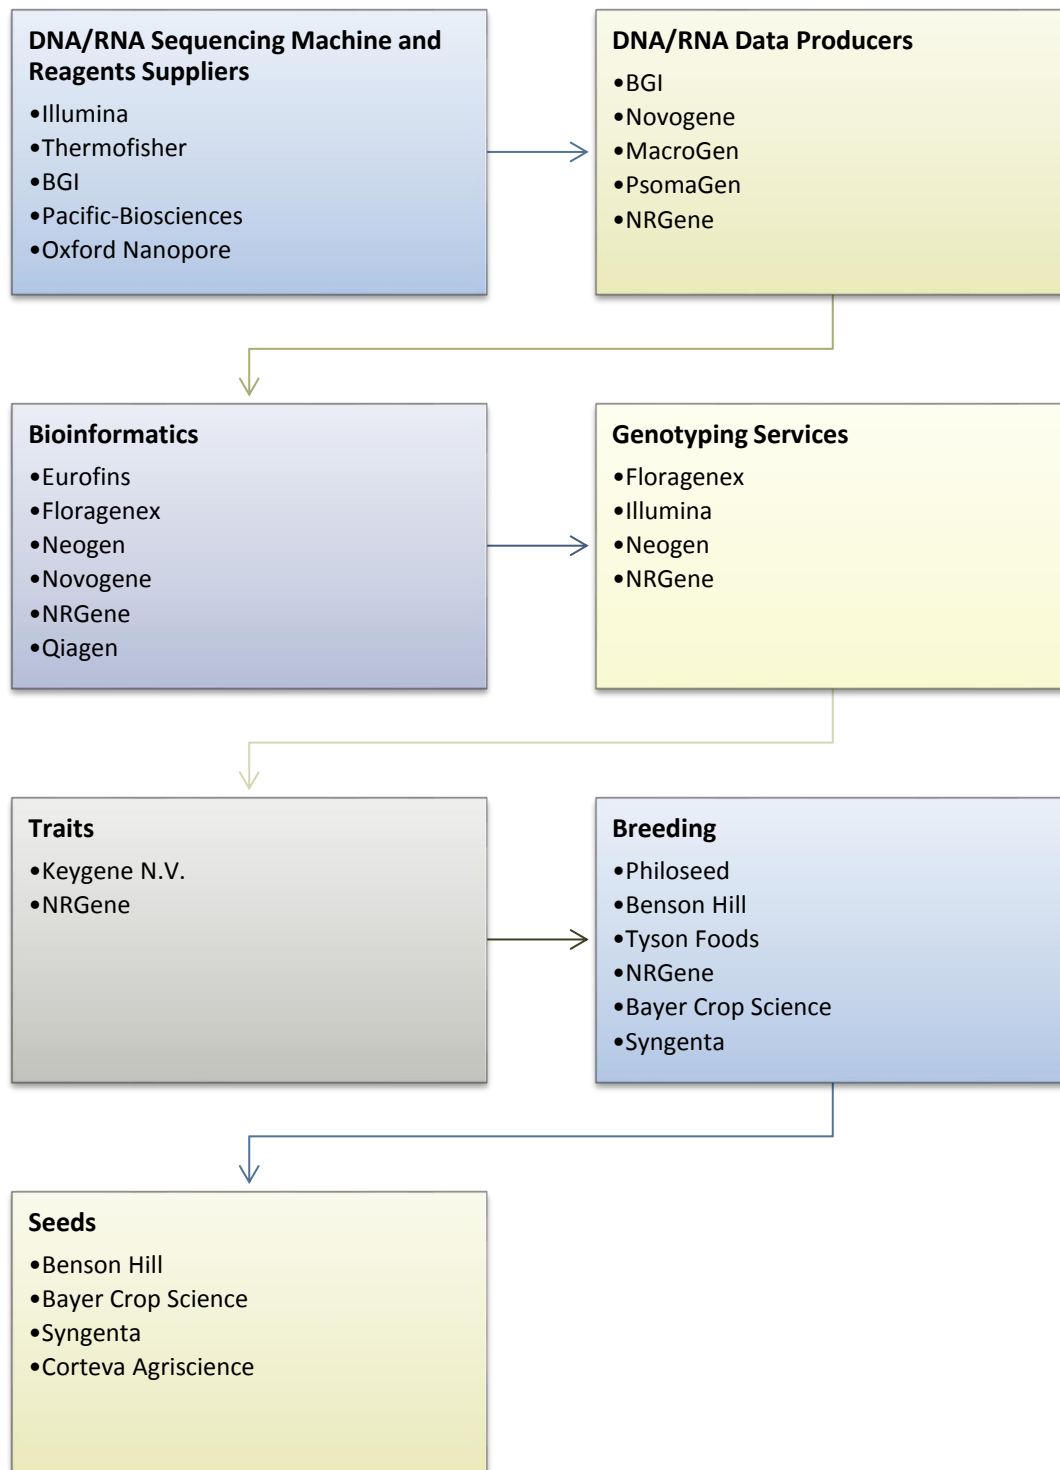 DNA/RNA Sequencing Machine and
Reagents Suppliers
•Illumina
•Thermofisher
•BGI
•Pacific-Biosciences
•Oxford Nanopore
DNA/RNA Data Producers
•BGI
•Novogene
•MacroGen
•PsomaGen
•NRGene
Bioinformatics
•Eurofins
•Floragenex
•Neogen
•Novogene
•NRGene
•Qiagen
Genotyping Services
•Floragenex
•Illumina
•Neogen
•NRGene
Traits
•Keygene N.V.
•NRGene
Breeding
•Philoseed
•Benson Hill
•Tyson Foods
•NRGene
•Bayer Crop Science
•Syngenta
Seeds
•Benson Hill
•Bayer Crop Science
•Syngenta
•Corteva Agriscience